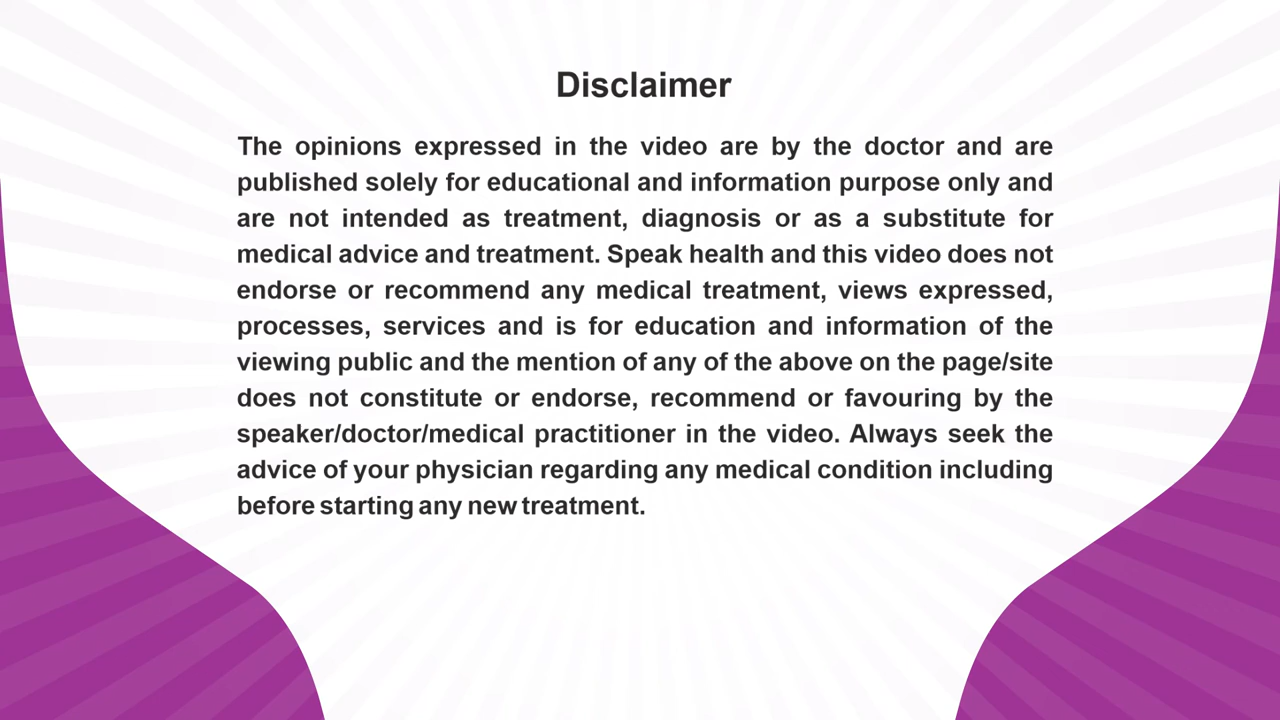 Disclaimer
The opinions expressed in the video are by the doctor and are
published solely for educational and information purpose only and
are not intended as treatment, diagnosis or as a substitute for
medical advice and treatment. Speak health and this video does not
endorse or recommend any medical treatment, views expressed,
processes, services and is for education and information of the
viewing public and the mention of any of the above on the page/site
does not constitute or endorse, recommend or favouring by the
speaker/doctor/medical practitioner in the video. Always seek the
advice of your physician regarding any medical condition including
before starting any new treatment.